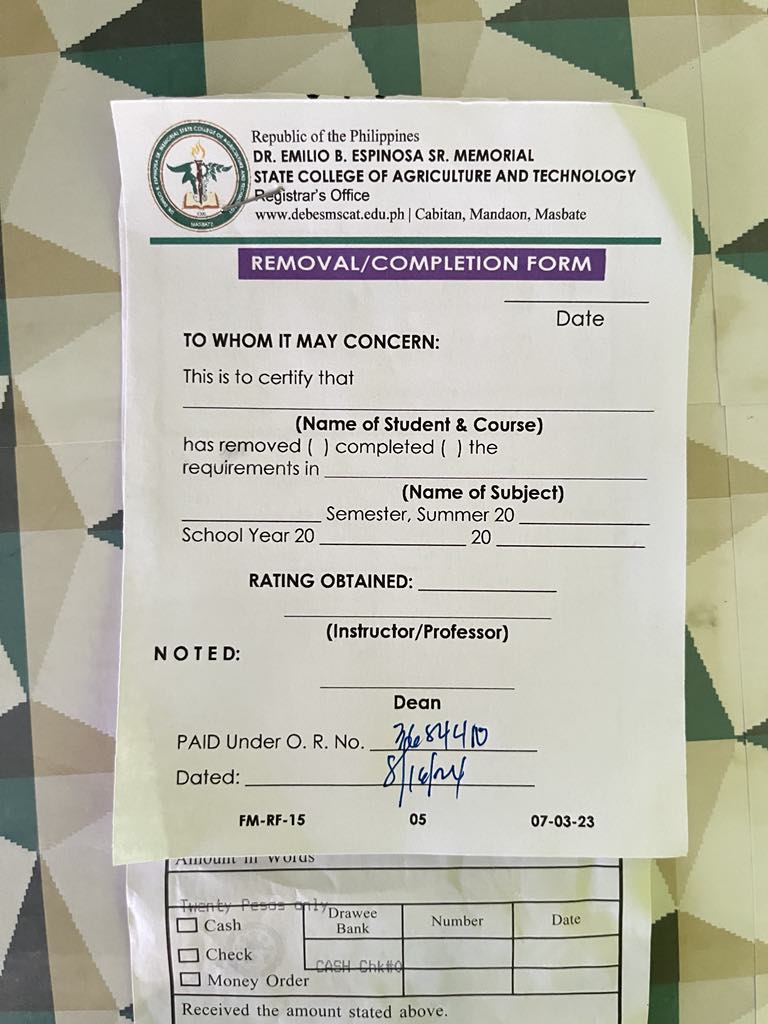 Republic of the Philippines
DR. EMILIO B. ESPINOSA SR. MEMORIAL
STATE COLLEGE OF AGRICULTURE AND TECHNOLOGY
Registrar's Office
www.debesmscat.edu.ph | Cabitan, Mandaon, Masbate
REMOVAL/COMPLETION FORM
Date
TO WHOM IT MAY CONCERN:
This is to certify that
(Name of Student & Course)
has removed ( ) completed ( ) the
requirements in
(Name of Subject)
Semester, Summer 20
School Year 20 20
RATING OBTAINED:
(Instructor/Professor)
NOTED:
Dean
PAID Under O. R. No.
Dated: 8/16/24
FM-RF-15 05 07-03-23
Amount in Words
Twenty Pesos only
Cash Drawee Bank Number Date
Check CASH Chk#0
Money Order
Received the amount stated above.